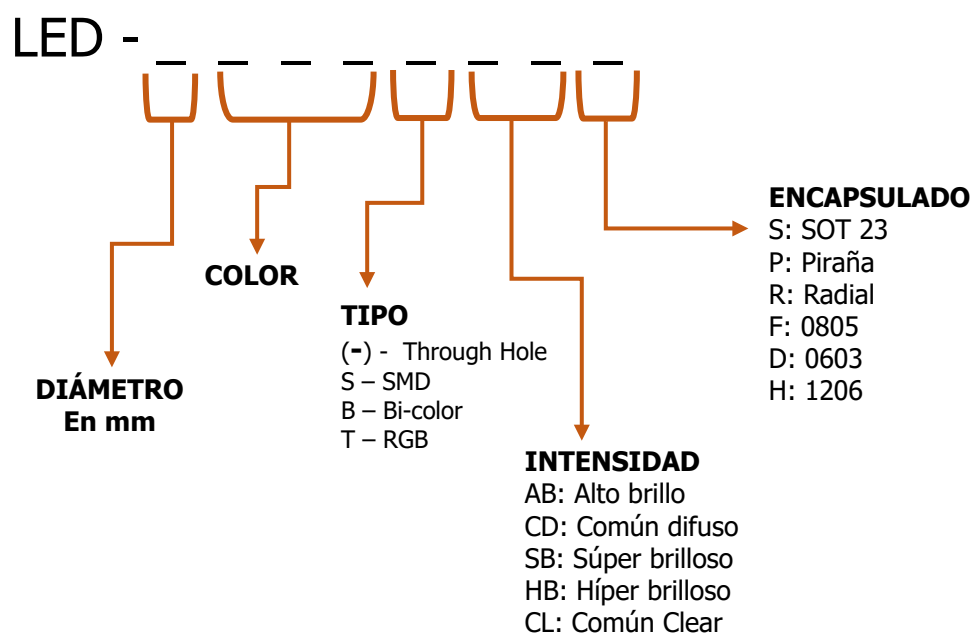 LED - _ _ _ _ _ _ _ _
DIÁMETRO
En mm
COLOR
TIPO
(-) - Through Hole
S – SMD
B – Bi-color
T – RGB
INTENSIDAD
AB: Alto brillo
CD: Común difuso
SB: Súper brilloso
HB: Híper brilloso
CL: Común Clear
ENCAPSULADO
S: SOT 23
P: Piraña
R: Radial
F: 0805
D: 0603
H: 1206